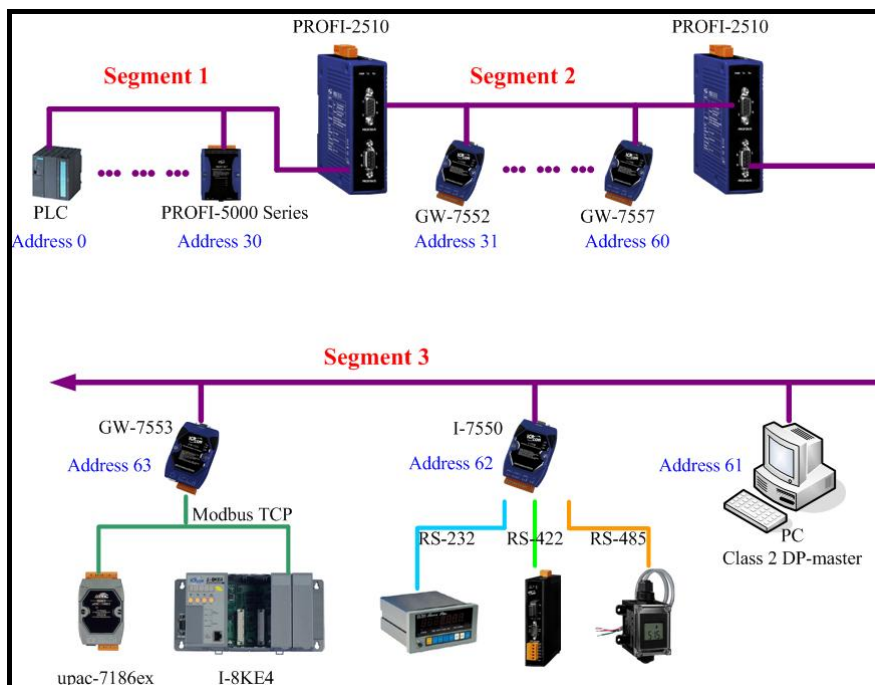 PROFI-2510
PROFI-2510
Segment 1
Segment 2
PLC
PROFI-5000 Series
GW-7552
GW-7557
Address 0
Address 30
Address 31
Address 60
Segment 3
GW-7553
I-7550
Address 63
Address 62
Address 61
Modbus TCP
RS-232
RS-422
RS-485
PC
Class 2 DP-master
upac-7186ex
I-8KE4